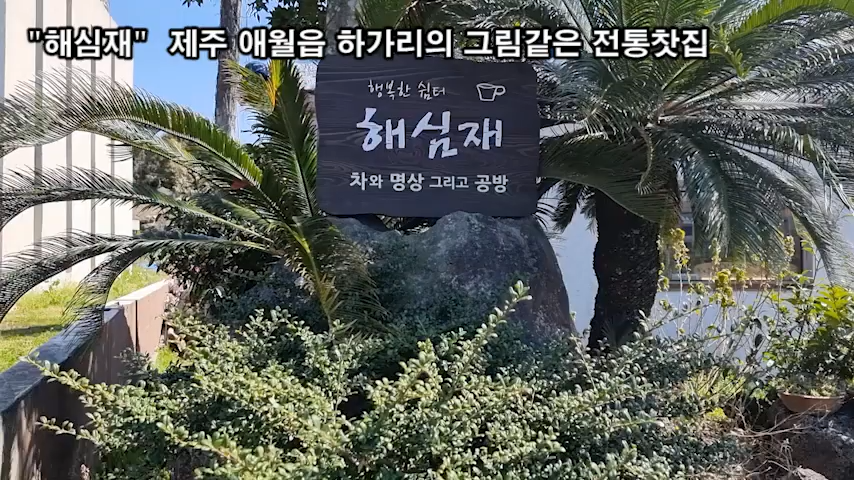 "해심재" 제주 애월읍 하가리의 그림같은 전통찻집
행복한 쉼터
해심재
차와 명상 그리고 공방